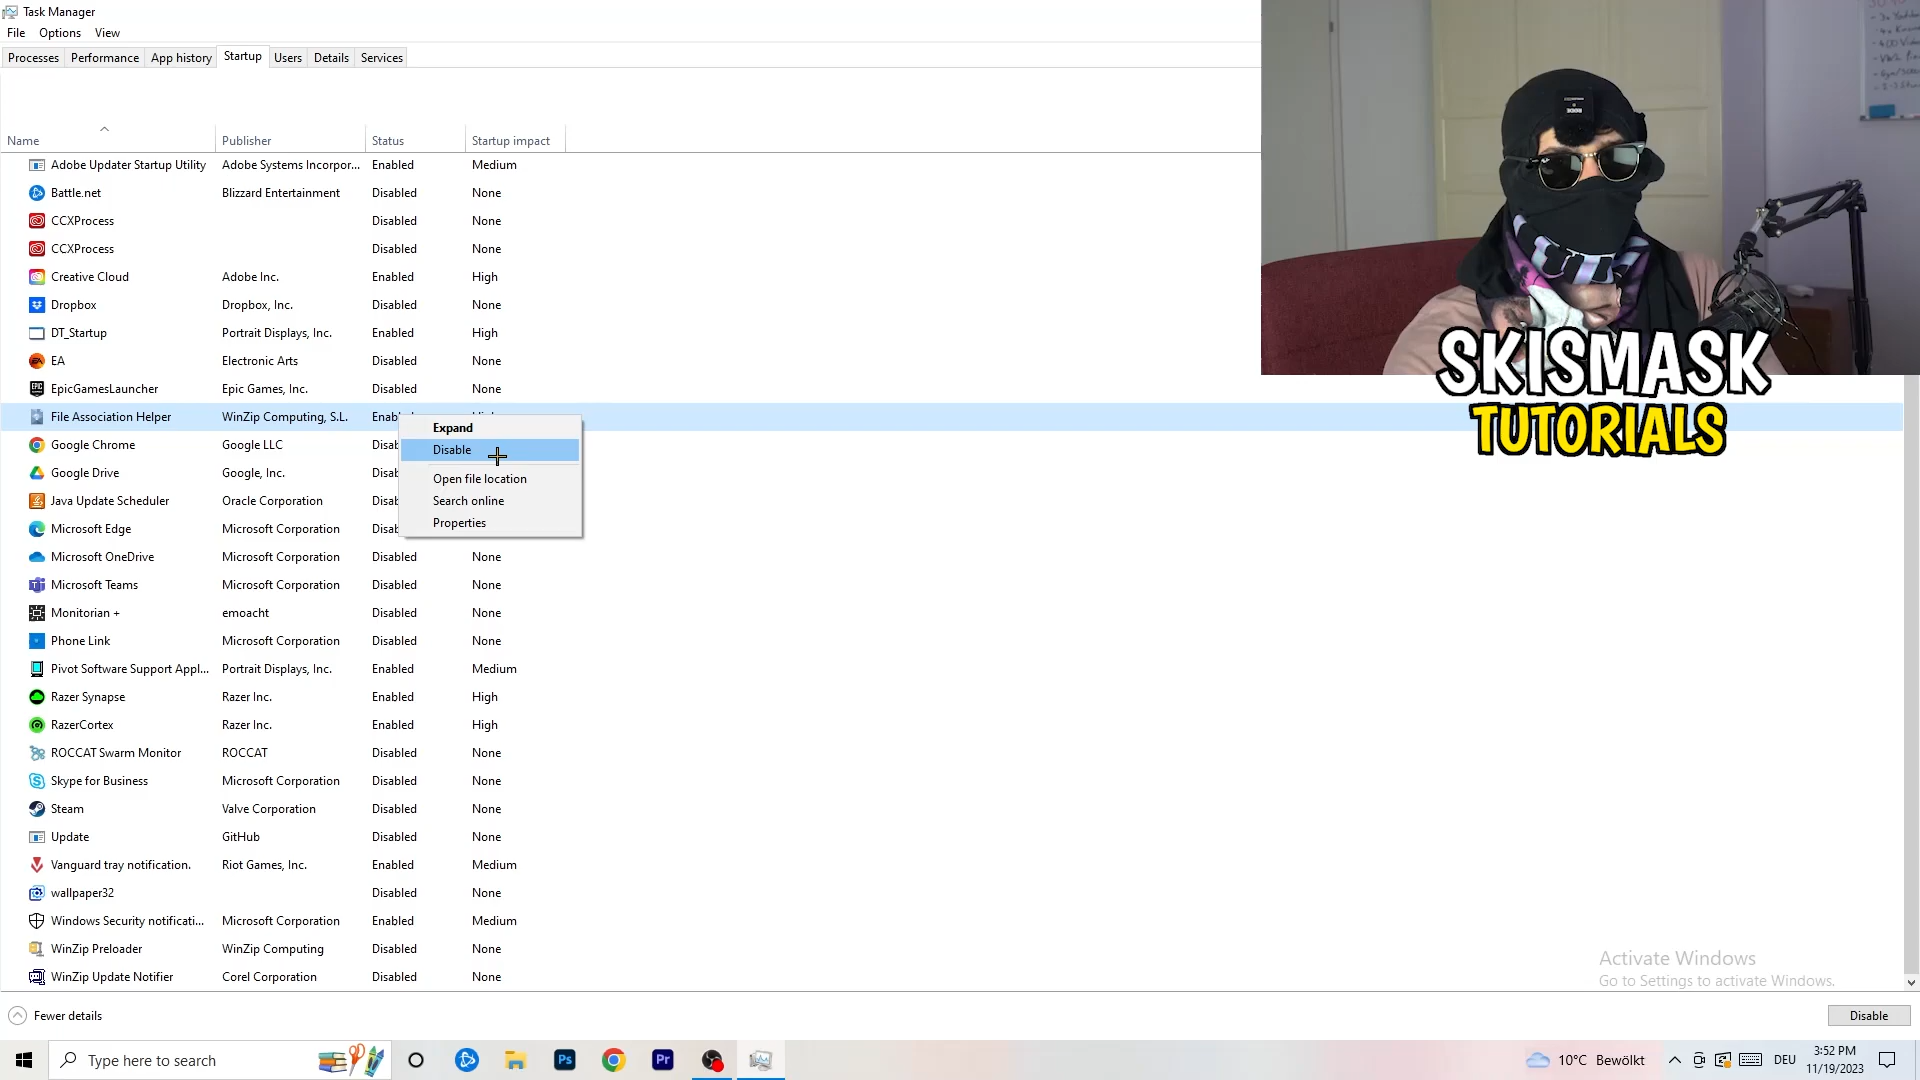 Task Manager
File Options View
Processes Performance App history Startup Users Details Services
Name Publisher Status Startup impact
Adobe Updater Startup Utility Adobe Systems Incorpor... Enabled Medium
Battle.net Blizzard Entertainment Disabled None
CCXProcess Disabled None
CCXProcess Disabled None
Creative Cloud Adobe Inc. Enabled High
Dropbox Dropbox, Inc. Disabled None
DT_Startup Portrait Displays, Inc. Enabled High
EA Electronic Arts Disabled None
EpicGamesLauncher Epic Games, Inc. Disabled None
File Association Helper WinZip Computing, S.L.
Google Chrome Google LLC
Google Drive Google, Inc.
Java Update Scheduler Oracle Corporation
Microsoft Edge Microsoft Corporation
Expand
Disable
Open file location
Search online
Properties
Microsoft OneDrive Microsoft Corporation Disabled None
Microsoft Teams Microsoft Corporation Disabled None
Monitorian + emoacht Disabled None
Phone Link Microsoft Corporation Disabled None
Pivot Software Support Appl... Portrait Displays, Inc. Enabled Medium
Razer Synapse Razer Inc. Enabled High
RazerCortex Razer Inc. Enabled High
ROCCAT Swarm Monitor ROCCAT Disabled None
Skype for Business Microsoft Corporation Disabled None
Steam Valve Corporation Disabled None
Update GitHub Disabled None
Vanguard tray notification. Riot Games, Inc. Enabled Medium
wallpaper32 Disabled None
Windows Security notificati... Microsoft Corporation Enabled Medium
WinZip Preloader WinZip Computing Disabled None
WinZip Update Notifier Corel Corporation Disabled None
SKISMASK
TUTORIALS
Activate Windows
Go to Settings to activate Windows.
Fewer details Disable
Type here to search Ps Pr 10°C Bewölkt DEU 3:52 PM
11/19/2023